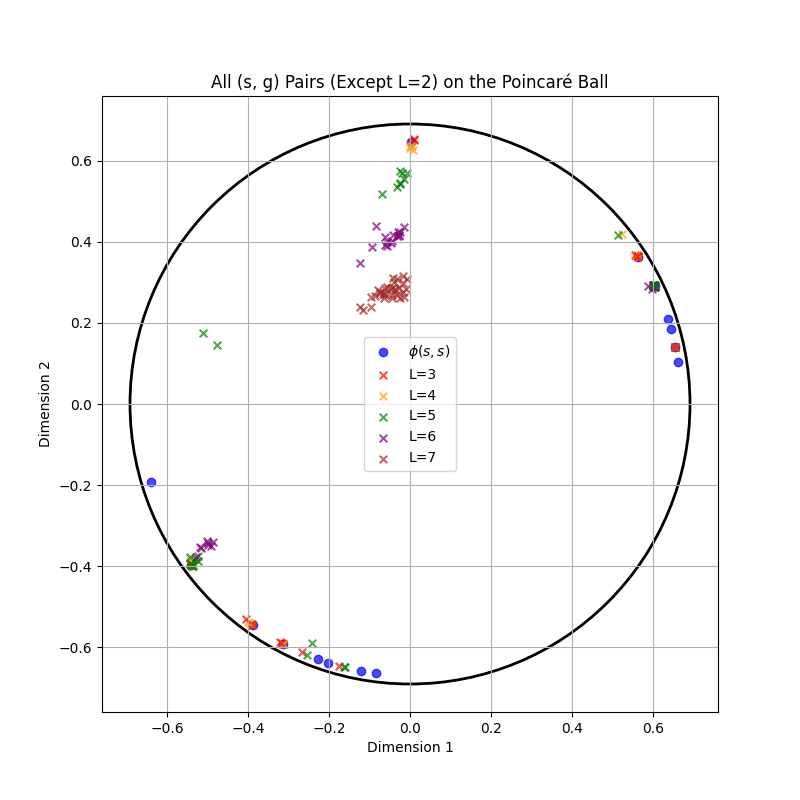 All (s, g) Pairs (Except L=2) on the Poincaré Ball
Dimension 2
0.6
0.4
0.2
0.0
−0.2
−0.4
−0.6
ϕ(s, s)
L=3
L=4
L=5
L=6
L=7
−0.6 −0.4 −0.2 0.0 0.2 0.4 0.6
Dimension 1